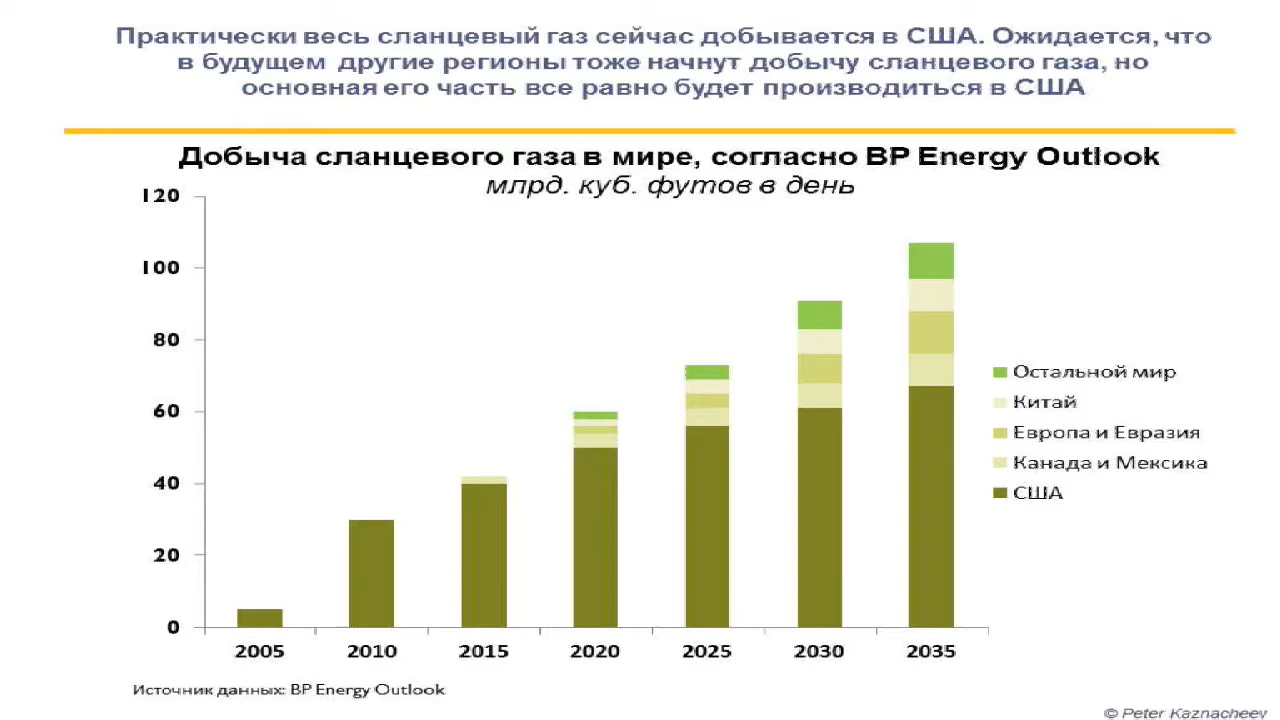 Практически весь сланцевый газ сейчас добывается в США. Ожидается, что
в будущем другие регионы тоже начнут добычу сланцевого газа, но
основная его часть все равно будет производиться в США
Добыча сланцевого газа в мире, согласно BP Energy Outlook
млрд. куб. футов в день
120
100
80
60
40
20
0
2005 2010 2015 2020 2025 2030 2035
Остальной мир
Китай
Европа и Евразия
Канада и Мексика
США
Источник данных: BP Energy Outlook
© Peter Kaznacheev